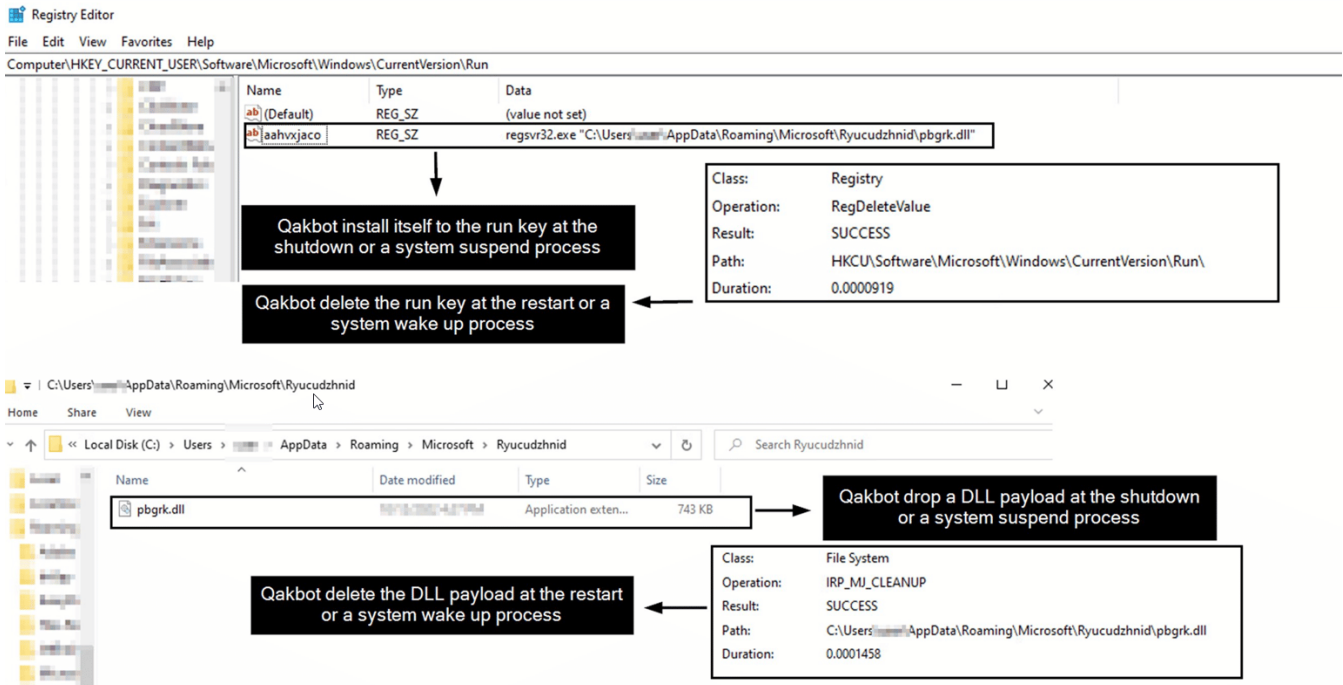 Registry Editor
File Edit View Favorites Help
Computer\HKEY_CURRENT_USER\Software\Microsoft\Windows\CurrentVersion\Run
Name Type Data
(Default) REG_SZ (value not set)
aahvxjaco REG_SZ regsvr32.exe "C:\Users\ \AppData\Roaming\Microsoft\Ryucudzhnid\pbgrk.dll"
Qakbot install itself to the run key at the
shutdown or a system suspend process
Class: Registry
Operation: RegDeleteValue
Result: SUCCESS
Path: HKCU\Software\Microsoft\Windows\CurrentVersion\Run\
Duration: 0.0000919
Qakbot delete the run key at the restart or a
system wake up process
C:\Users\ \AppData\Roaming\Microsoft\Ryucudzhnid
Home Share View
« Local Disk (C:) › Users › AppData › Roaming › Microsoft › Ryucudzhnid
Search Ryucudzhnid
Name Date modified Type Size
pbgrk.dll Application exten... 743 KB
Qakbot drop a DLL payload at the shutdown
or a system suspend process
Class: File System
Operation: IRP_MJ_CLEANUP
Result: SUCCESS
Path: C:\Users\ \AppData\Roaming\Microsoft\Ryucudzhnid\pbgrk.dll
Duration: 0.0001458
Qakbot delete the DLL payload at the restart
or a system wake up process